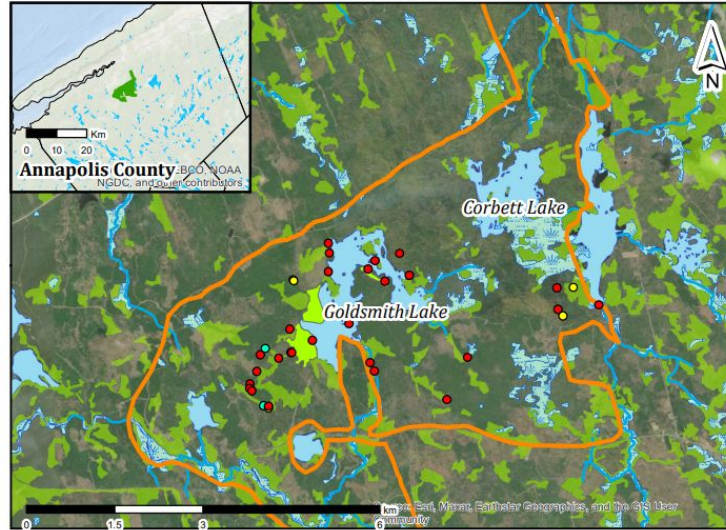 Km
0 10 20
Annapolis County EBCO, NOAA
NGDC, and other contributors
N
Corbett Lake
Goldsmith Lake
km
0 1.5 3 6
Esri, Maxar, Earthstar Geographics, and the GIS User
Community